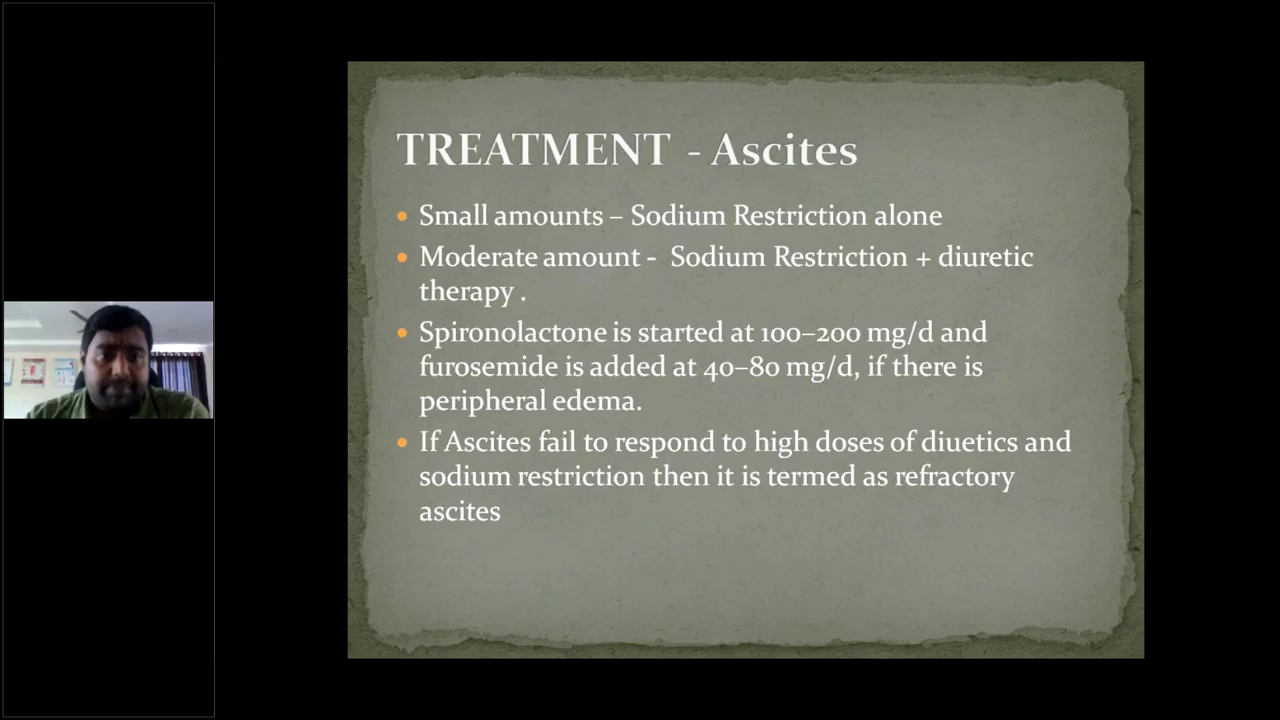 TREATMENT - Ascites
Small amounts – Sodium Restriction alone
Moderate amount - Sodium Restriction + diuretic
therapy .
Spironolactone is started at 100–200 mg/d and
furosemide is added at 40–80 mg/d, if there is
peripheral edema.
If Ascites fail to respond to high doses of diuetics and
sodium restriction then it is termed as refractory
ascites